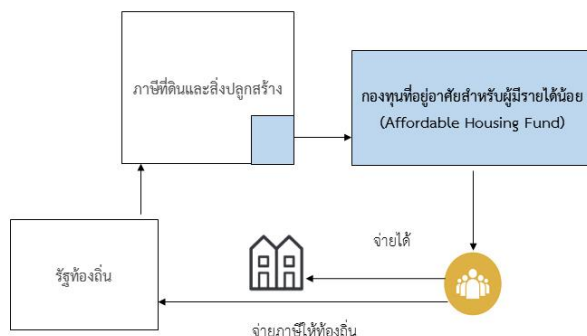 ภาษีที่ดินและสิ่งปลูกสร้าง
กองทุนที่อยู่อาศัยสำหรับผู้มีรายได้น้อย
(Affordable Housing Fund)
จ่ายได้
รัฐท้องถิ่น
จ่ายภาษีให้ท้องถิ่น